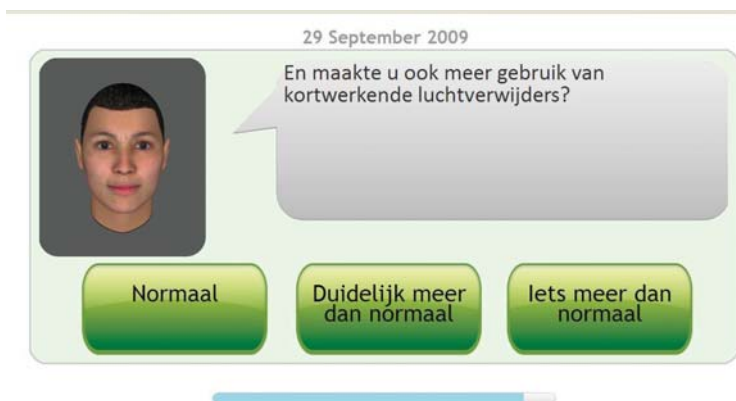 29 September 2009
En maakte u ook meer gebruik van
kortwerkende luchtverwijders?
Normaal
Duidelijk meer
dan normaal
Iets meer dan
normaal